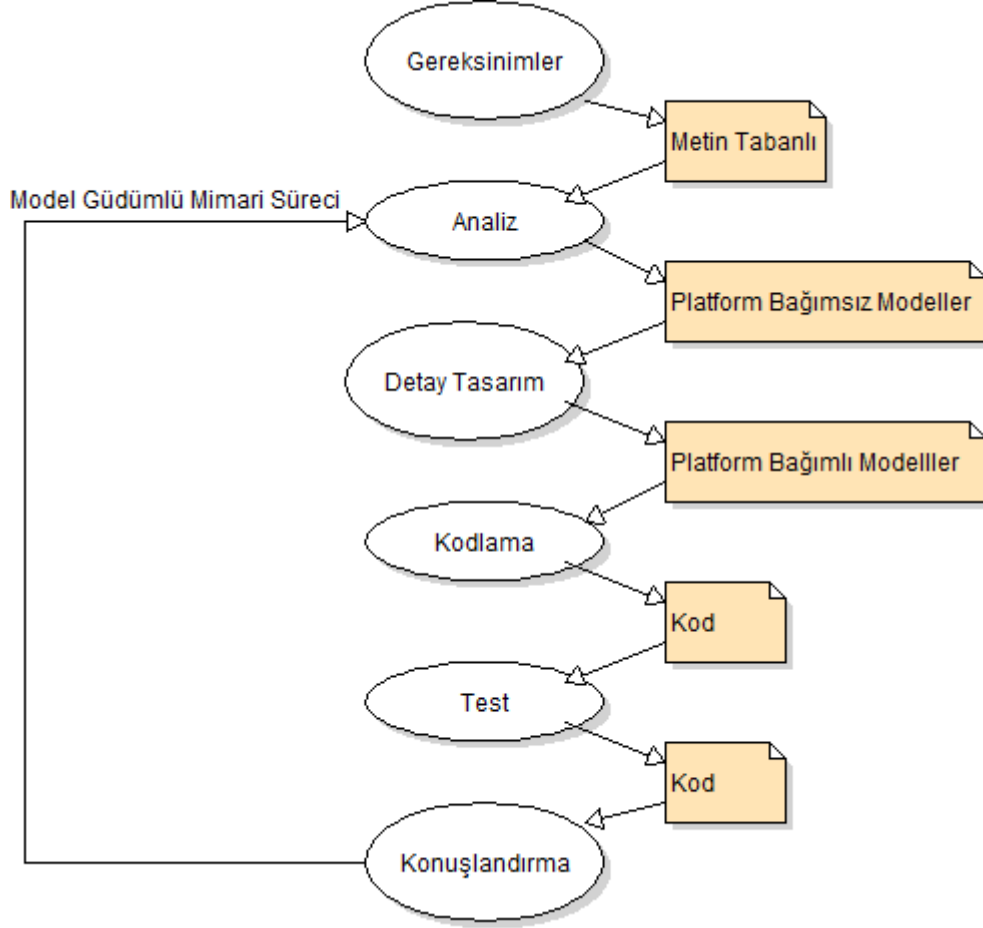 Gereksinimler
Metin Tabanlı
Model Güdümlü Mimari Süreci
Analiz
Platform Bağımsız Modeller
Detay Tasarım
Platform Bağımlı Modelller
Kodlama
Kod
Test
Kod
Konuşlandırma